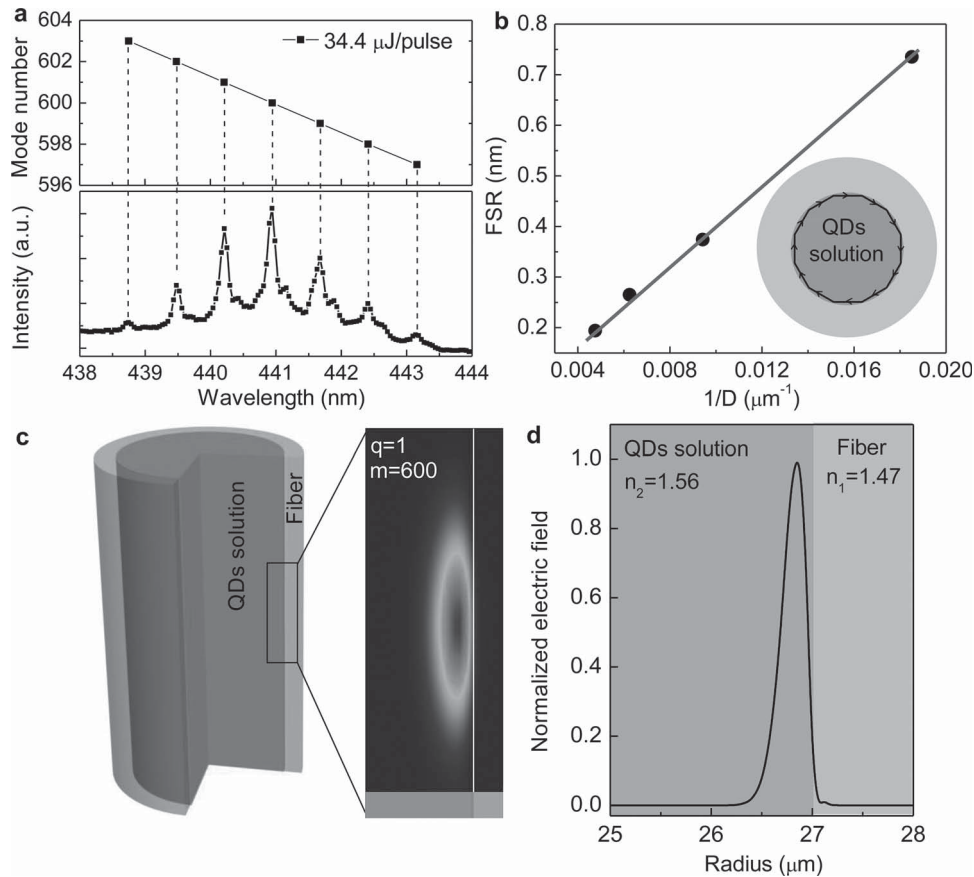 a
604
602
600
598
596
Mode number
34.4 μJ/pulse
Intensity (a.u.)
438 439 440 441 442 443 444
Wavelength (nm)
b
0.8
0.7
0.6
0.5
0.4
0.3
0.2
FSR (nm)
QDs
solution
0.004 0.008 0.012 0.016 0.020
1/D (μm⁻¹)
c
QDs solution
Fiber
q=1
m=600
d
QDs solution
n₂=1.56
Fiber
n₁=1.47
1.0
0.8
0.6
0.4
0.2
0.0
Normalized electric field
25 26 27 28
Radius (μm)